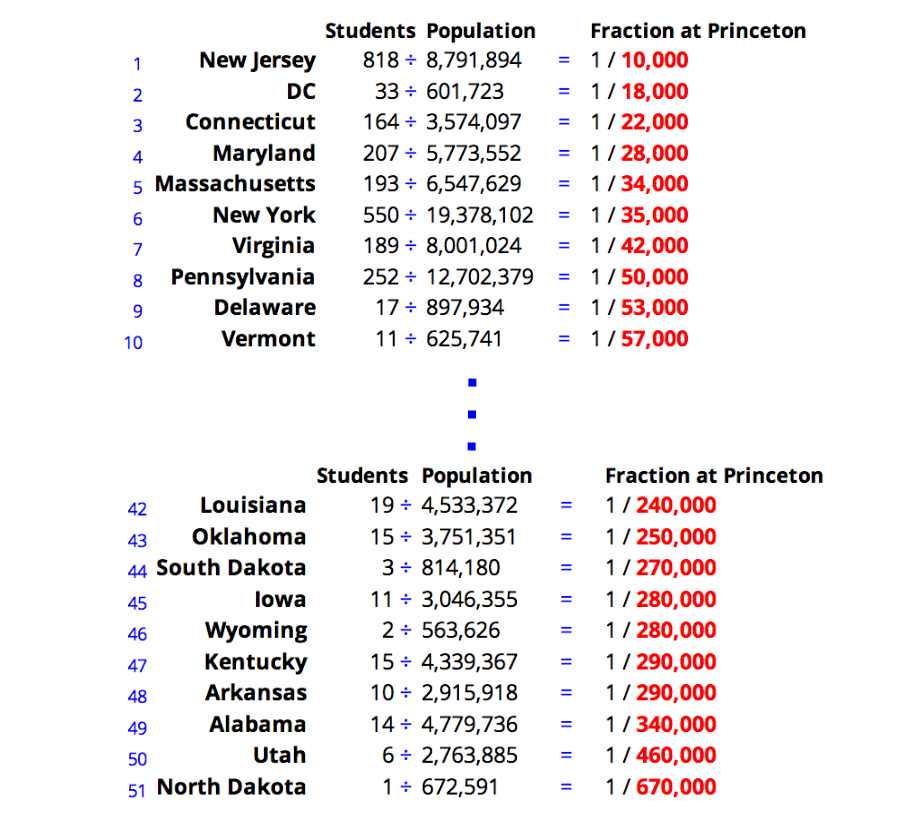 Students Population Fraction at Princeton
1 New Jersey 818 ÷ 8,791,894 = 1 / 10,000
2 DC 33 ÷ 601,723 = 1 / 18,000
3 Connecticut 164 ÷ 3,574,097 = 1 / 22,000
4 Maryland 207 ÷ 5,773,552 = 1 / 28,000
5 Massachusetts 193 ÷ 6,547,629 = 1 / 34,000
6 New York 550 ÷ 19,378,102 = 1 / 35,000
7 Virginia 189 ÷ 8,001,024 = 1 / 42,000
8 Pennsylvania 252 ÷ 12,702,379 = 1 / 50,000
9 Delaware 17 ÷ 897,934 = 1 / 53,000
10 Vermont 11 ÷ 625,741 = 1 / 57,000
Students Population Fraction at Princeton
42 Louisiana 19 ÷ 4,533,372 = 1 / 240,000
43 Oklahoma 15 ÷ 3,751,351 = 1 / 250,000
44 South Dakota 3 ÷ 814,180 = 1 / 270,000
45 Iowa 11 ÷ 3,046,355 = 1 / 280,000
46 Wyoming 2 ÷ 563,626 = 1 / 280,000
47 Kentucky 15 ÷ 4,339,367 = 1 / 290,000
48 Arkansas 10 ÷ 2,915,918 = 1 / 290,000
49 Alabama 14 ÷ 4,779,736 = 1 / 340,000
50 Utah 6 ÷ 2,763,885 = 1 / 460,000
51 North Dakota 1 ÷ 672,591 = 1 / 670,000